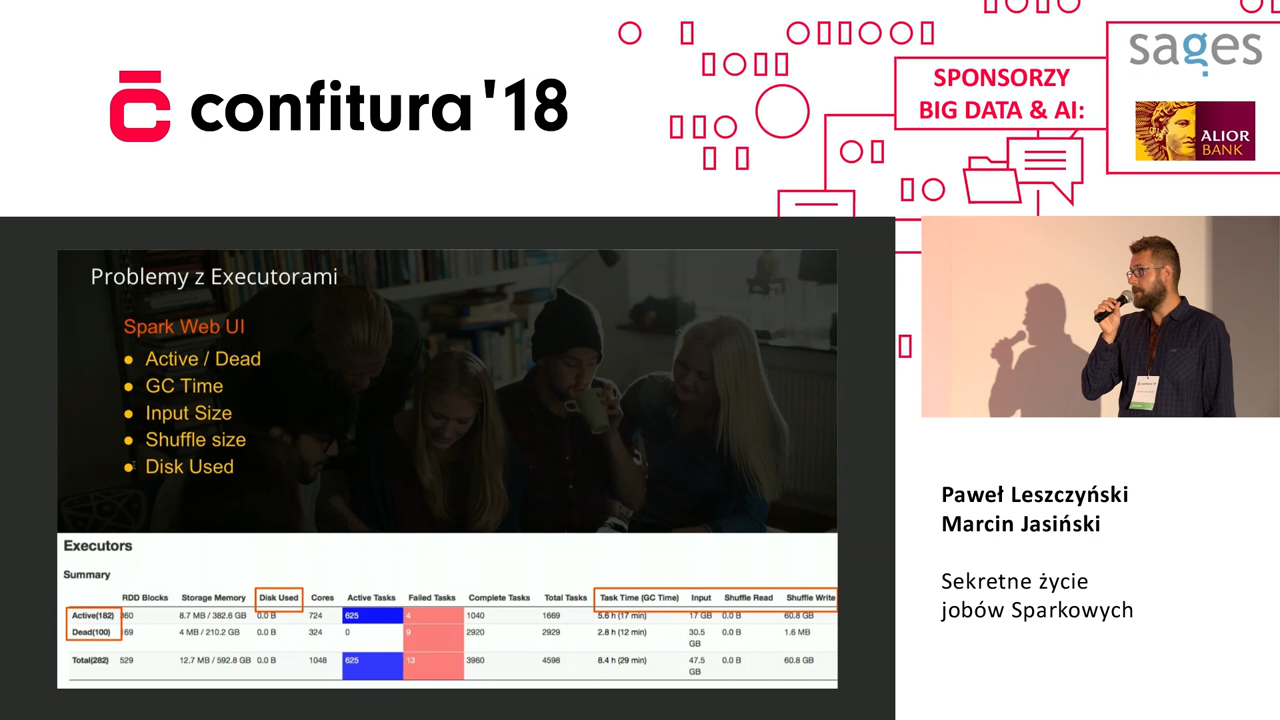 confitura '18
SPONSORZY
BIG DATA & AI:
sages
ALIOR
BANK
Problemy z Executorami
Spark Web UI
● Active / Dead
● GC Time
● Input Size
● Shuffle size
● Disk Used
Executors
Summary
RDD Blocks Storage Memory Disk Used Cores Active Tasks Failed Tasks Complete Tasks Total Tasks Task Time (GC Time) Input Shuffle Read Shuffle Write
Active(182) 360 8.7 MB / 382.6 GB 0.0 B 724 625 4 1040 1669 5.6 h (17 min) 17 GB 0.0 B 60.8 GB
Dead(100) 169 4 MB / 210.2 GB 0.0 B 324 0 9 2920 2929 2.8 h (12 min) 30.5 GB 0.0 B 1.6 MB
Total(282) 529 12.7 MB / 592.8 GB 0.0 B 1048 625 13 3960 4598 8.4 h (29 min) 47.5 GB 0.0 B 60.8 GB
Paweł Leszczyński
Marcin Jasiński
Sekretne życie
jobów Sparkowych